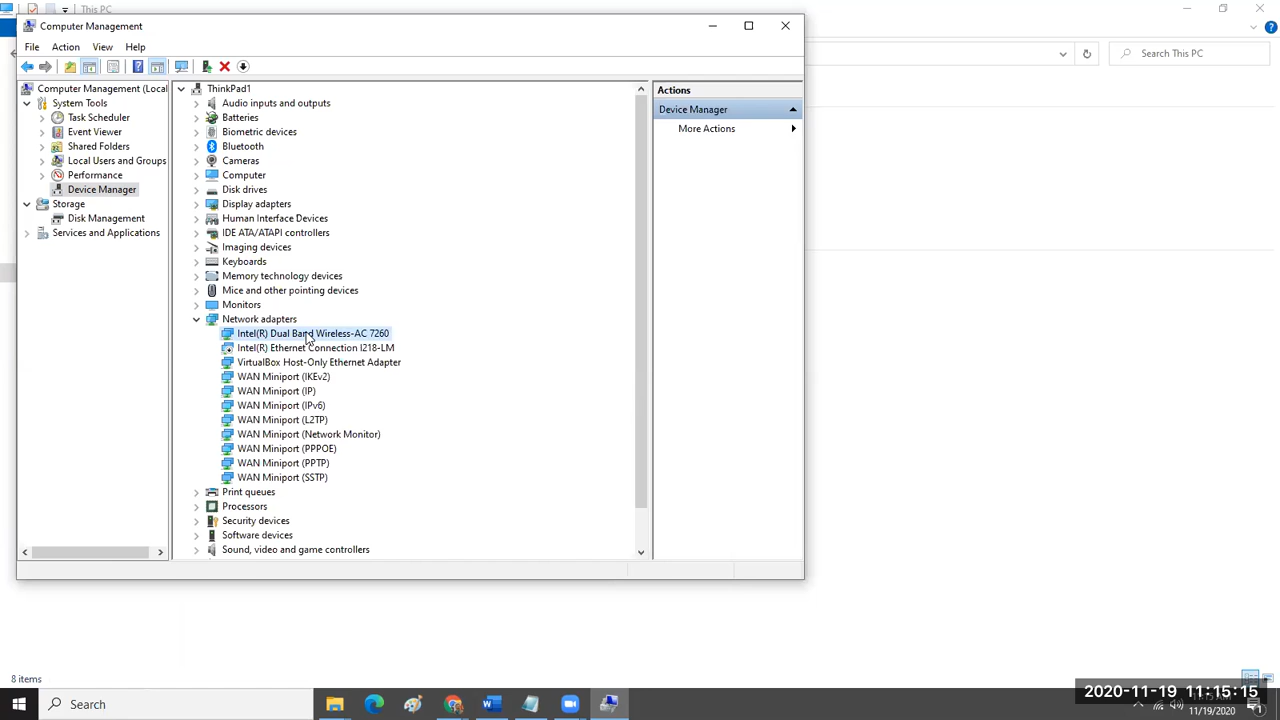 This PC
Computer Management
File Action View Help
Search This PC
Computer Management (Local
System Tools
Task Scheduler
Event Viewer
Shared Folders
Local Users and Groups
Performance
Device Manager
Storage
Disk Management
Services and Applications
ThinkPad1
Audio inputs and outputs
Batteries
Biometric devices
Bluetooth
Cameras
Computer
Disk drives
Display adapters
Human Interface Devices
IDE ATA/ATAPI controllers
Imaging devices
Keyboards
Memory technology devices
Mice and other pointing devices
Monitors
Network adapters
Intel(R) Dual Band Wireless-AC 7260
Intel(R) Ethernet Connection I218-LM
VirtualBox Host-Only Ethernet Adapter
WAN Miniport (IKEv2)
WAN Miniport (IP)
WAN Miniport (IPv6)
WAN Miniport (L2TP)
WAN Miniport (Network Monitor)
WAN Miniport (PPPOE)
WAN Miniport (PPTP)
WAN Miniport (SSTP)
Print queues
Processors
Security devices
Software devices
Sound, video and game controllers
Actions
Device Manager
More Actions
8 items
Search
2020-11-19 11:15:15
11/19/2020